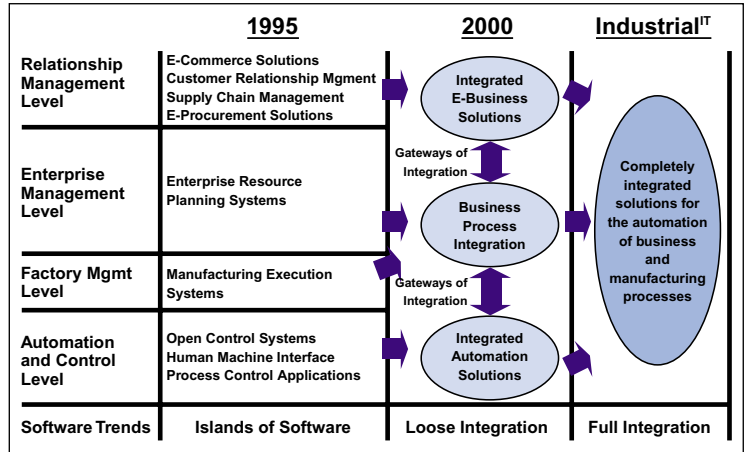 1995
2000
Industrial^IT
Relationship
Management
Level
E-Commerce Solutions
Customer Relationship Mgment
Supply Chain Management
E-Procurement Solutions
Integrated
E-Business
Solutions
Gateways of
Integration
Enterprise
Management
Level
Enterprise Resource
Planning Systems
Business
Process
Integration
Completely
integrated
solutions for
the automation
of business
and
manufacturing
processes
Factory Mgmt
Level
Manufacturing Execution
Systems
Gateways of
Integration
Automation
and Control
Level
Open Control Systems
Human Machine Interface
Process Control Applications
Integrated
Automation
Solutions
Software Trends
Islands of Software
Loose Integration
Full Integration